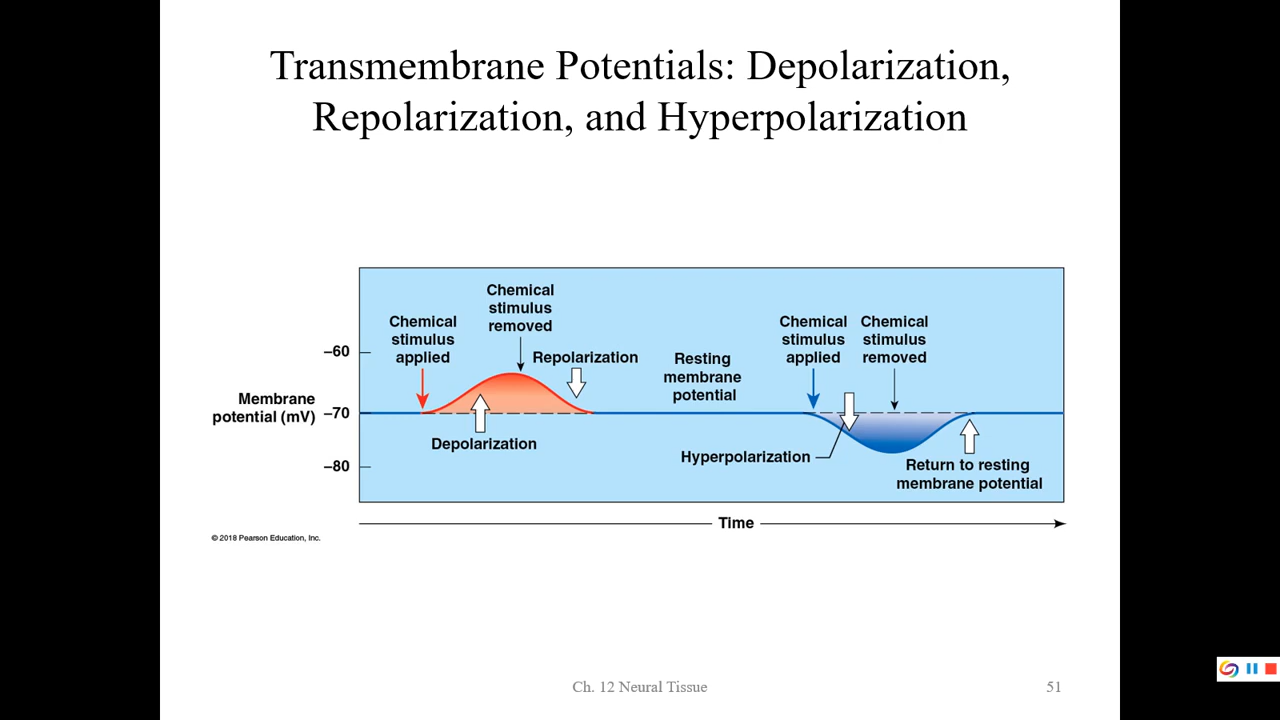 Transmembrane Potentials: Depolarization,
Repolarization, and Hyperpolarization
Chemical
stimulus
removed
Chemical
stimulus
applied
Chemical
stimulus
applied
Chemical
stimulus
removed
–60
Repolarization
Resting
membrane
potential
Membrane
potential (mV)
–70
Depolarization
Hyperpolarization
–80
Return to resting
membrane potential
Time
© 2018 Pearson Education, Inc.
Ch. 12 Neural Tissue
51